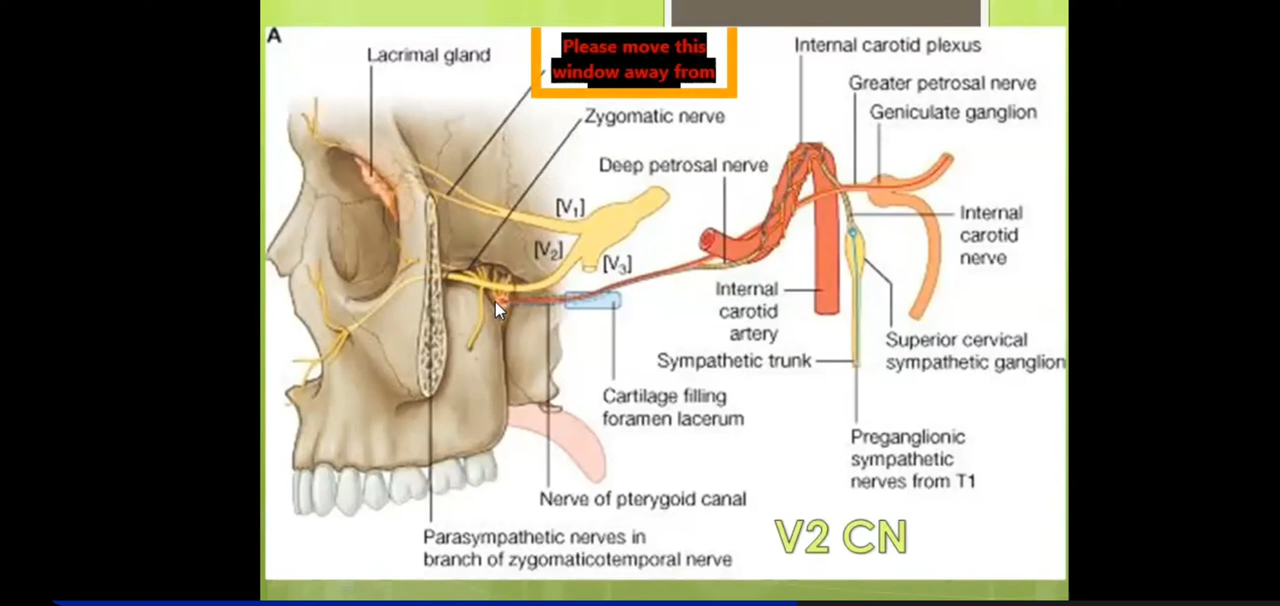 A
Lacrimal gland
Please move this
window away from
Internal carotid plexus
Greater petrosal nerve
Geniculate ganglion
Zygomatic nerve
Deep petrosal nerve
[V1]
[V2]
[V3]
Internal
carotid
nerve
Internal
carotid
artery
Superior cervical
sympathetic ganglion
Sympathetic trunk
Cartilage filling
foramen lacerum
Preganglionic
sympathetic
nerves from T1
Nerve of pterygoid canal
Parasympathetic nerves in
branch of zygomaticotemporal nerve
V2 CN